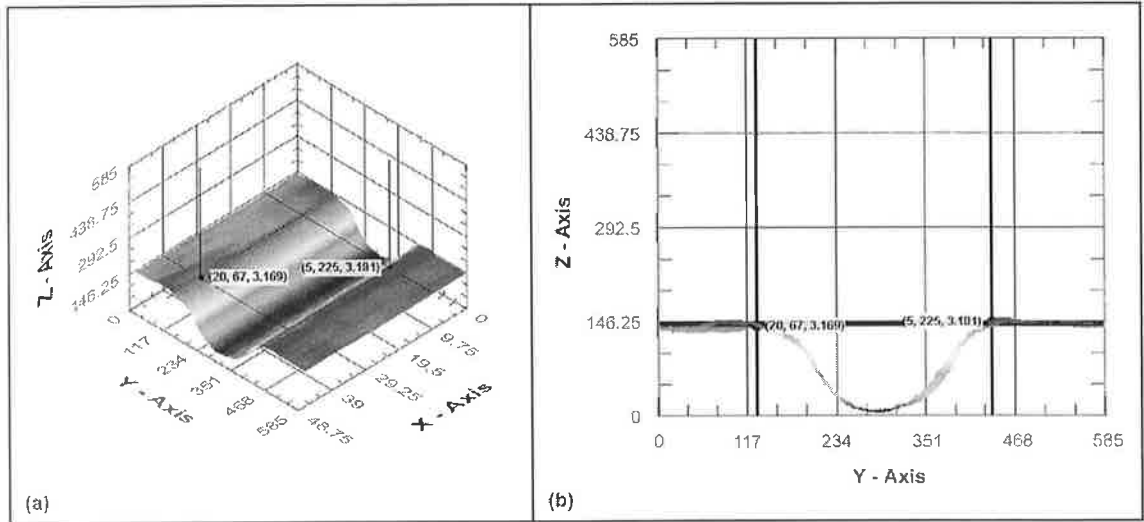 585
438.75
292.5
146.25
0
Z - Axis
(20, 67, 3.169)
(5, 225, 3.181)
0
117
234
351
468
585
Y - Axis
0
9.75
19.5
29.25
39
48.75
X - Axis
(a)
585
438.75
292.5
146.25
0
Z - Axis
(20, 67, 3.169)
(5, 225, 3.181)
0
117
234
351
468
585
Y - Axis
(b)